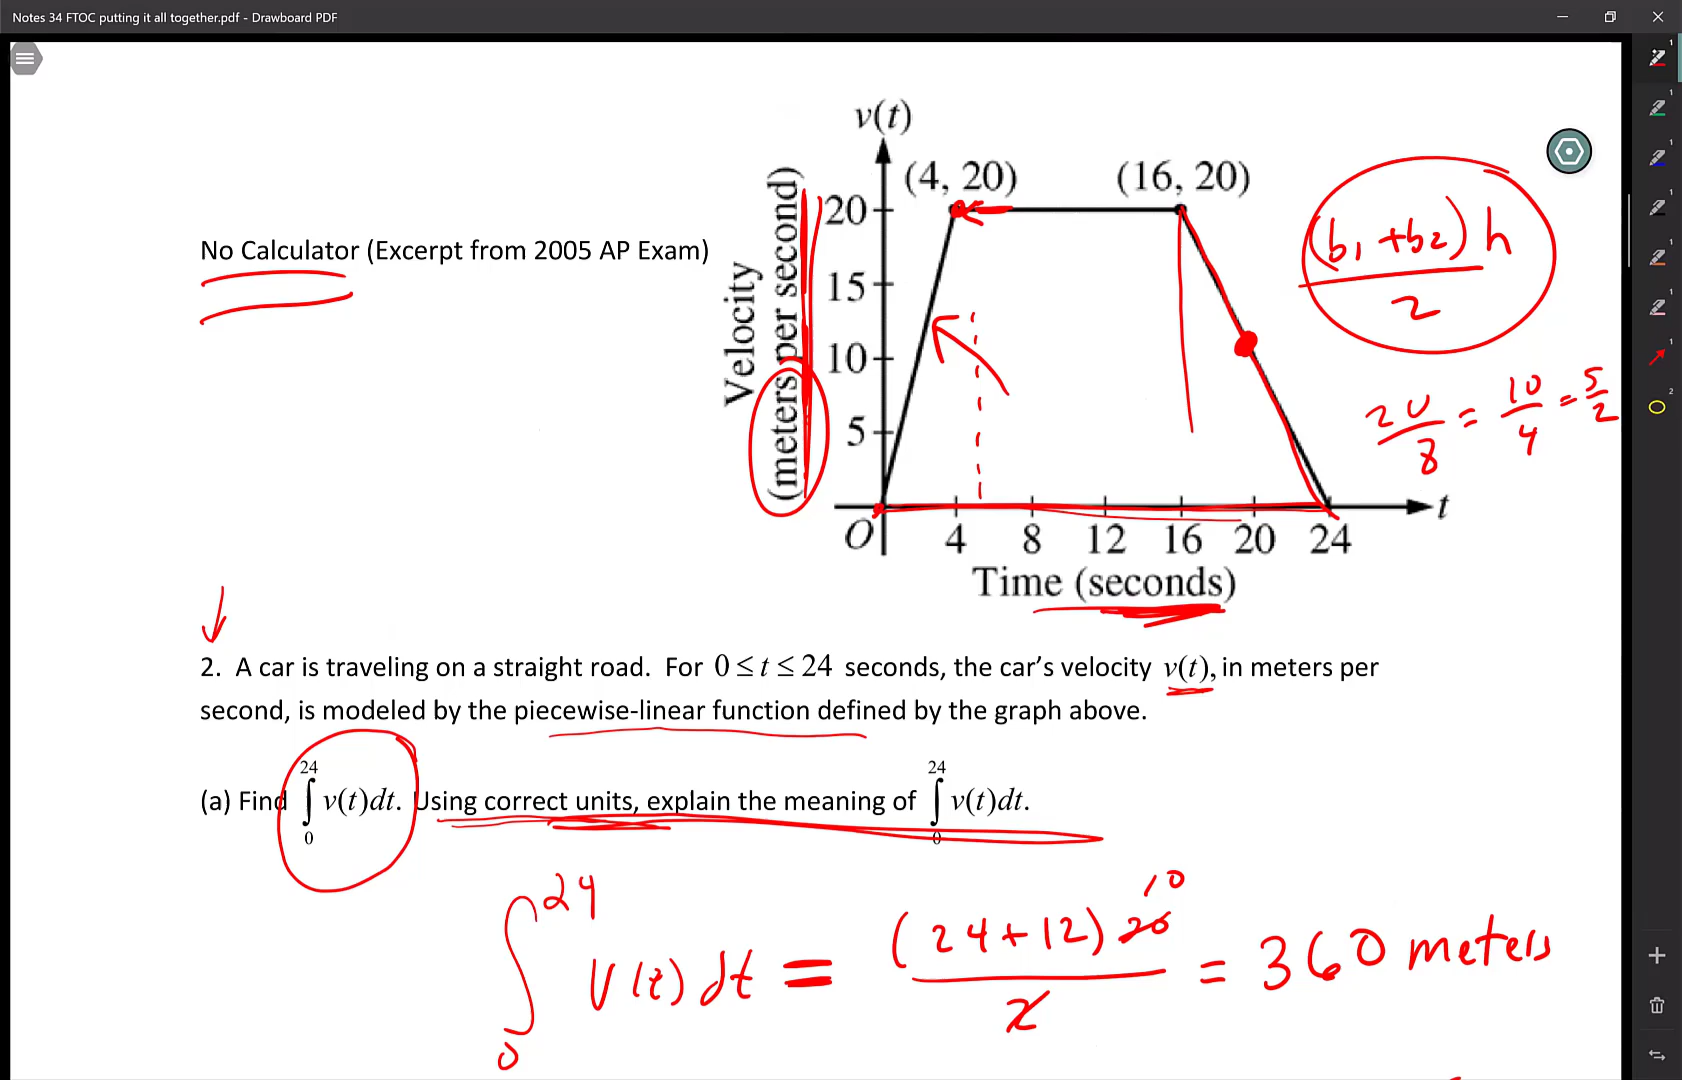 Notes 34 FTOC putting it all together.pdf - Drawboard PDF
v(t)
(4, 20)
(16, 20)
20
15
10
5
Velocity
(meters per second)
O
4 8 12 16 20 24
t
Time (seconds)
(b₁ + b₂) h
2
20/8 = 10/4 = 5/2
No Calculator (Excerpt from 2005 AP Exam)
2. A car is traveling on a straight road. For 0 ≤ t ≤ 24 seconds, the car's velocity v(t), in meters per
second, is modeled by the piecewise-linear function defined by the graph above.
(a) Find ∫₀²⁴ v(t)dt. Using correct units, explain the meaning of ∫₀²⁴ v(t)dt.
10
∫₀²⁴ v(t) dt = (24+12) 20 / 2 = 360 meters